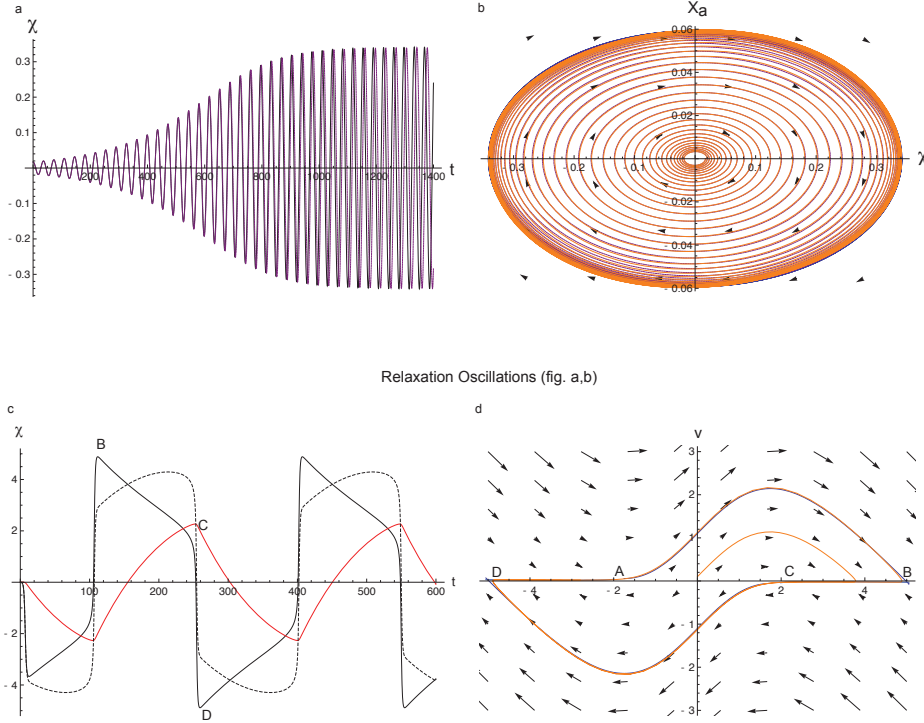 a
χ
0.3
0.2
0.1
- 0.1
- 0.2
- 0.3
200
400
600
800
1000
1200
1400
t
b
Xa
0.06
0.04
0.02
- 0.02
- 0.04
- 0.06
- 0.3
- 0.2
- 0.1
0.1
0.2
0.3
χ
Relaxation Oscillations (fig. a,b)
c
χ
B
4
2
- 2
4
C
D
100
200
300
400
500
600
t
d
v
3
2
1
- 1
- 2
- 3
D
A
C
B
- 2
2
4